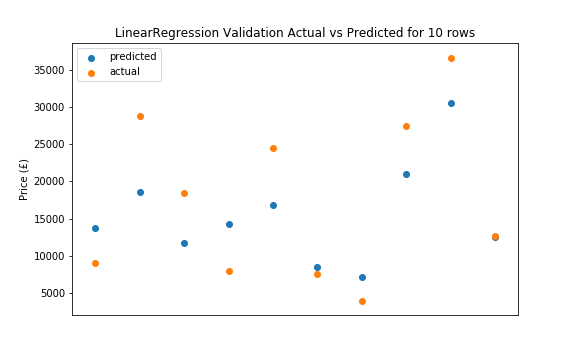 LinearRegression Validation Actual vs Predicted for 10 rows
predicted
actual
35000
30000
25000
20000
15000
10000
5000
Price (£)